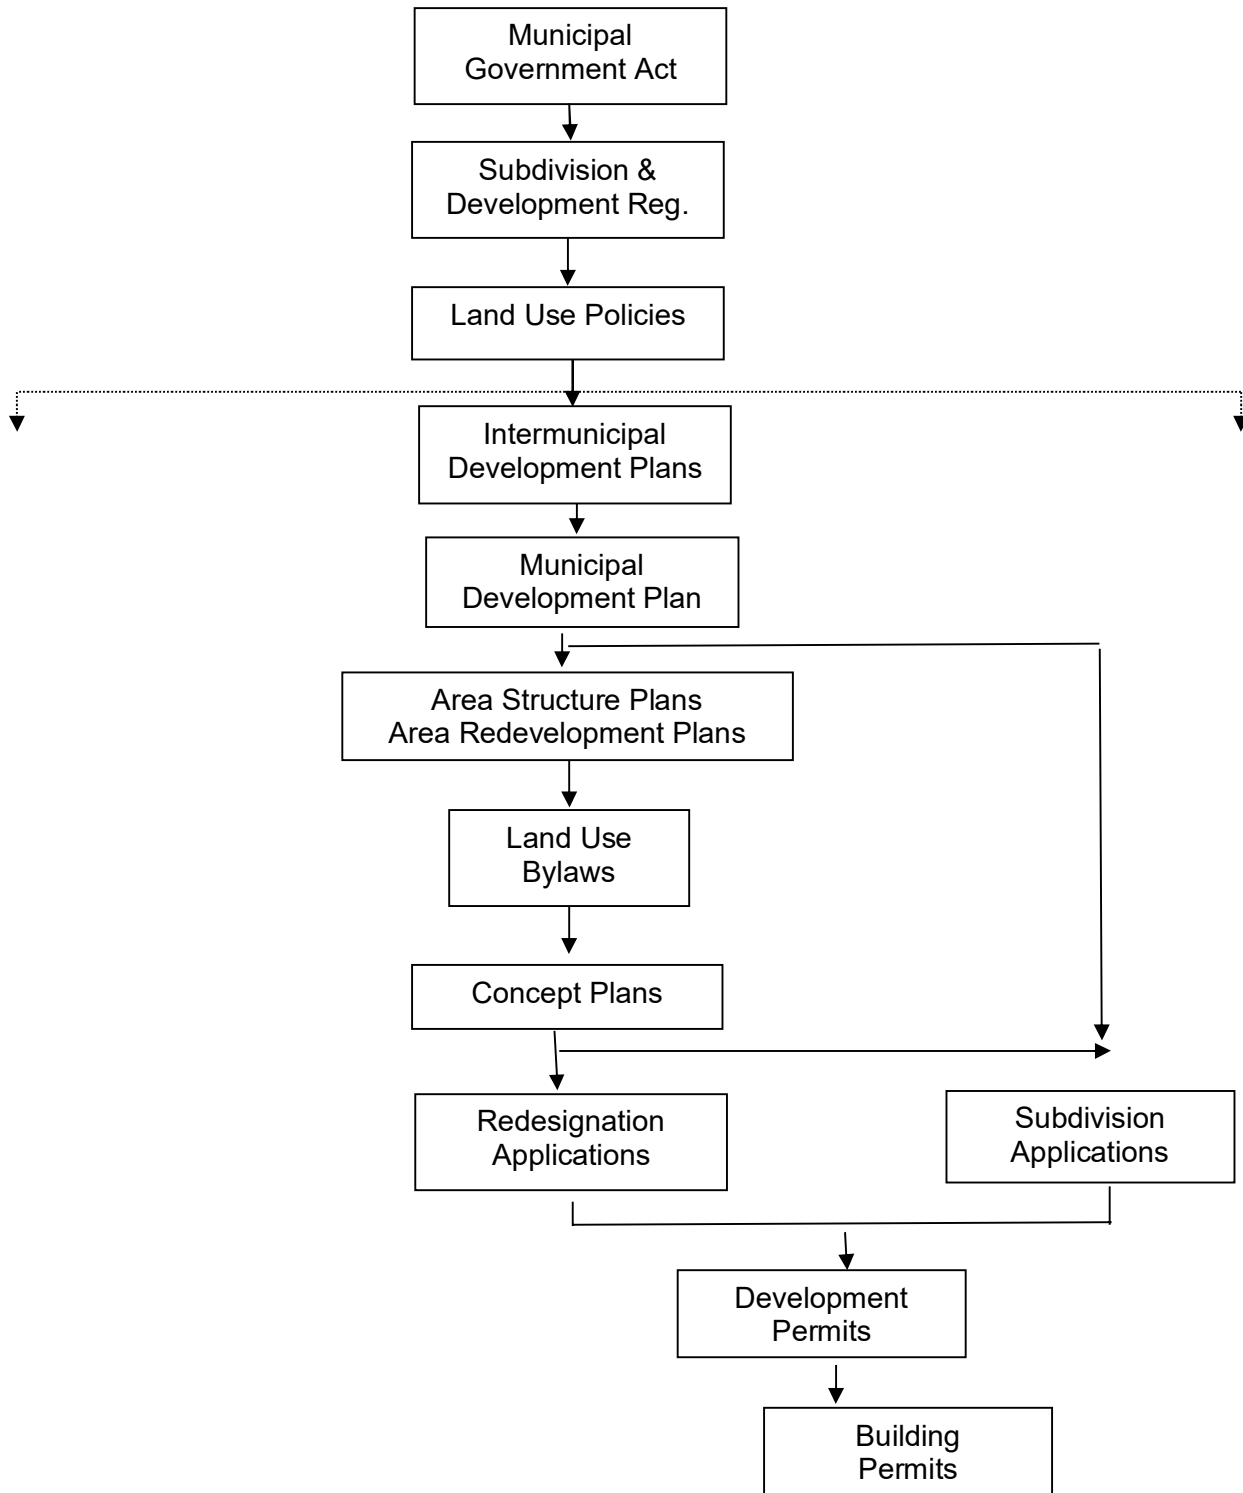 Municipal
Government Act
Subdivision &
Development Reg.
Land Use Policies
Intermunicipal
Development Plans
Municipal
Development Plan
Area Structure Plans
Area Redevelopment Plans
Land Use
Bylaws
Concept Plans
Redesignation
Applications
Subdivision
Applications
Development
Permits
Building
Permits